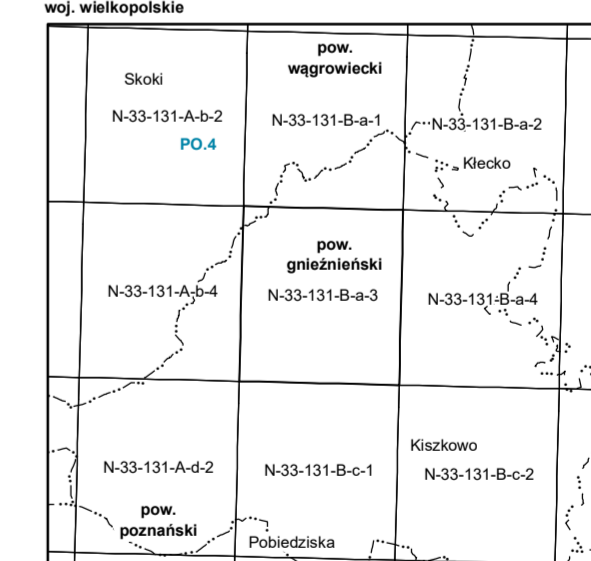 woj. wielkopolskie
pow.
wągrowiecki
Skoki
N-33-131-A-b-2
N-33-131-B-a-1
N-33-131-B-a-2
PO.4
Kłecko
pow.
gnieźnieński
N-33-131-A-b-4
N-33-131-B-a-3
N-33-131-B-a-4
Kiszkowo
N-33-131-A-d-2
N-33-131-B-c-1
N-33-131-B-c-2
pow.
poznański
Pobiedziska